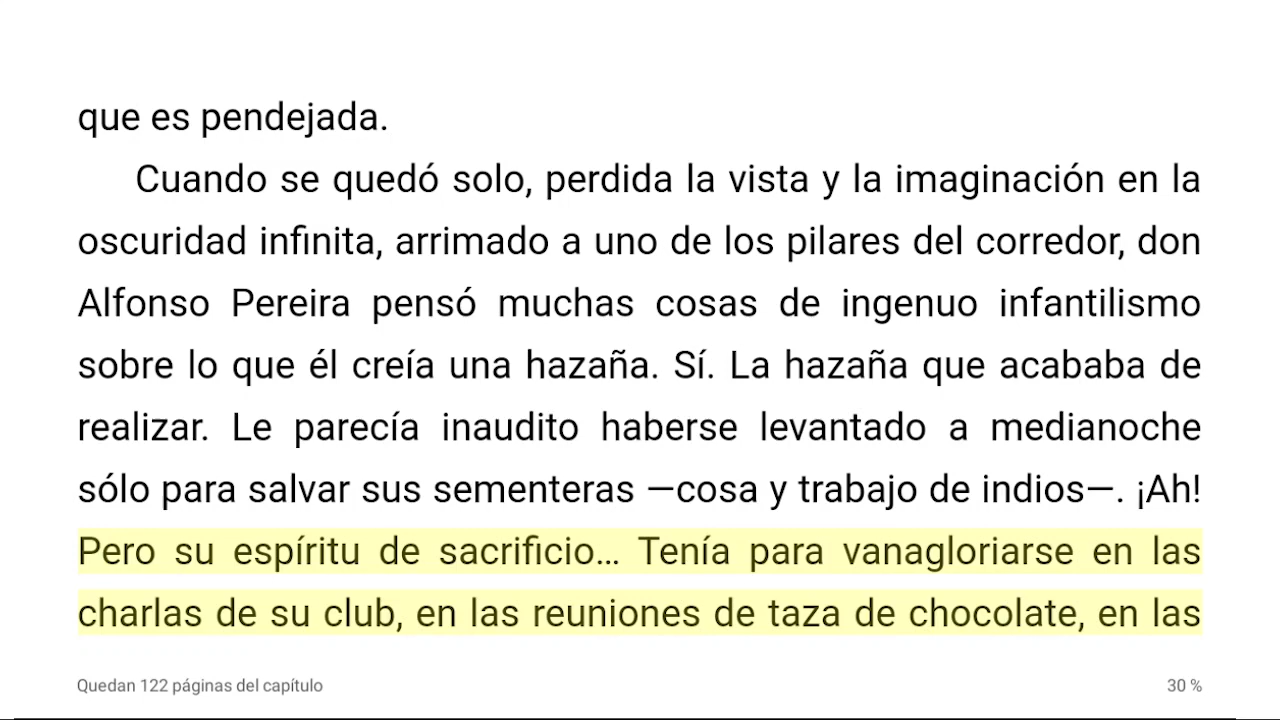 que es pendejada.
Cuando se quedó solo, perdida la vista y la imaginación en la
oscuridad infinita, arrimado a uno de los pilares del corredor, don
Alfonso Pereira pensó muchas cosas de ingenuo infantilismo
sobre lo que él creía una hazaña. Sí. La hazaña que acababa de
realizar. Le parecía inaudito haberse levantado a medianoche
sólo para salvar sus sementeras —cosa y trabajo de indios—. ¡Ah!
Pero su espíritu de sacrificio... Tenía para vanagloriarse en las
charlas de su club, en las reuniones de taza de chocolate, en las
Quedan 122 páginas del capítulo
30 %